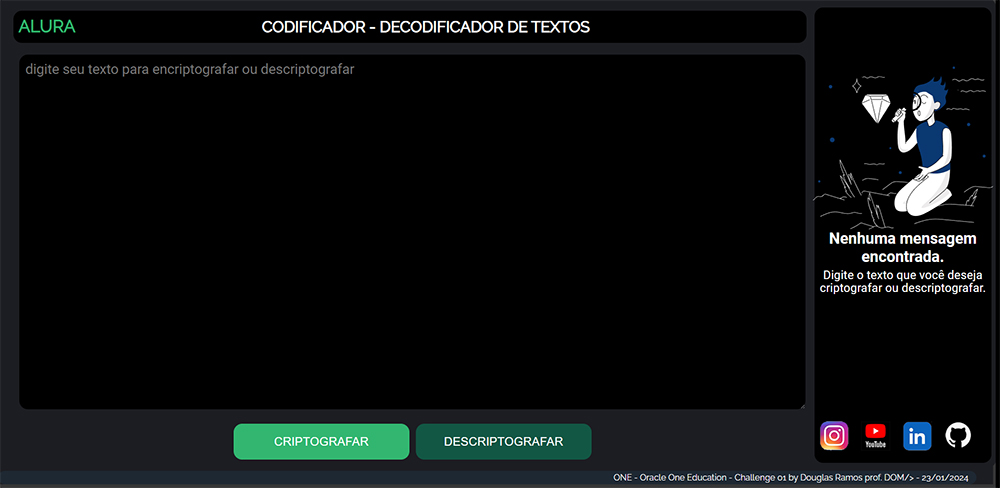 ALURA
CODIFICADOR - DECODIFICADOR DE TEXTOS
digite seu texto para encriptografar ou descriptografar
Nenhuma mensagem
encontrada.
Digite o texto que você deseja
criptografar ou descriptografar.
CRIPTOGRAFAR
DESCRIPTOGRAFAR
YouTube
in
ONE - Oracle One Education - Challenge 01 by Douglas Ramos prof. DOM/> - 23/01/2024